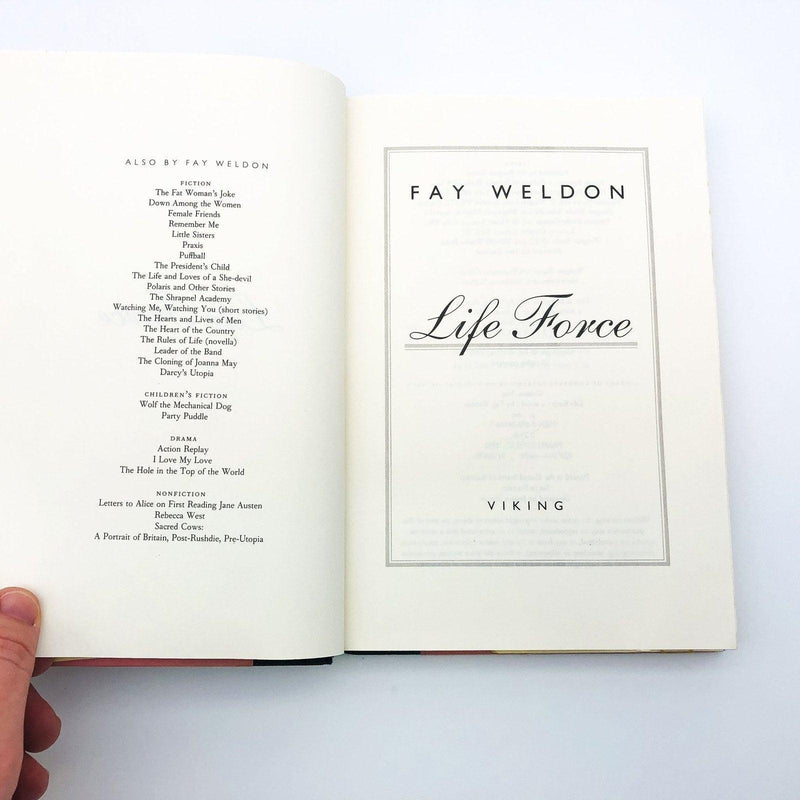 ALSO BY FAY WELDON
FICTION
The Fat Woman's Joke
Down Among the Women
Female Friends
Remember Me
Little Sisters
Praxis
Puffball
The President's Child
The Life and Loves of a She-devil
Polaris and Other Stories
The Shrapnel Academy
Watching Me, Watching You (short stories)
The Hearts and Lives of Men
The Heart of the Country
The Rules of Life (novella)
Leader of the Band
The Cloning of Joanna May
Darcy's Utopia
CHILDREN'S FICTION
Wolf the Mechanical Dog
Party Puddle
DRAMA
Action Replay
I Love My Love
The Hole in the Top of the World
NONFICTION
Letters to Alice on First Reading Jane Austen
Rebecca West
Sacred Cows:
A Portrait of Britain, Post-Rushdie, Pre-Utopia
FAY WELDON
Life Force
VIKING